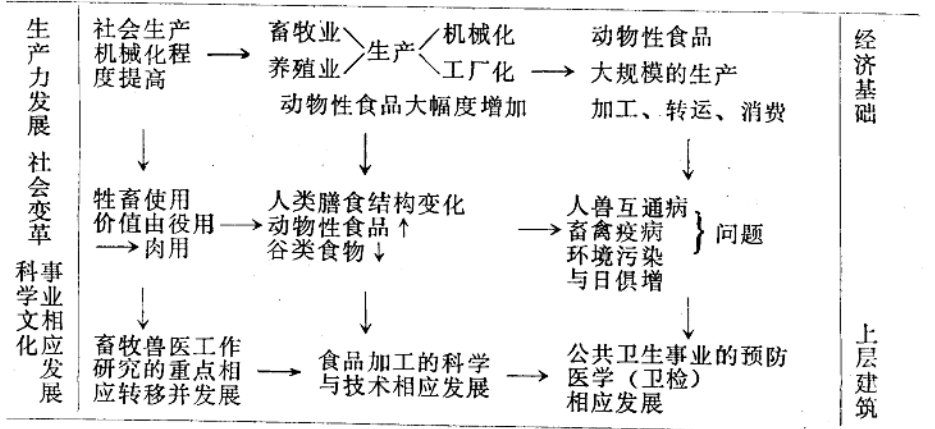 生产力发展
社会变革
科学文化
事业相应发展
社会生产
机械化程
度提高
畜牧业
养殖业
生产
机械化
工厂化
动物性食品大幅度增加
动物性食品
大规模的生产
加工、转运、消费
牲畜使用
价值由役用
→肉用
人类膳食结构变化
动物性食品↑
谷类食物↓
人兽互通病
畜禽疫病
环境污染
与日俱增
问题
畜牧兽医工作
研究的重点相
应转移并发展
食品加工的科学
与技术相应发展
公共卫生事业的预防
医学（卫检）
相应发展
经济基础
上层建筑